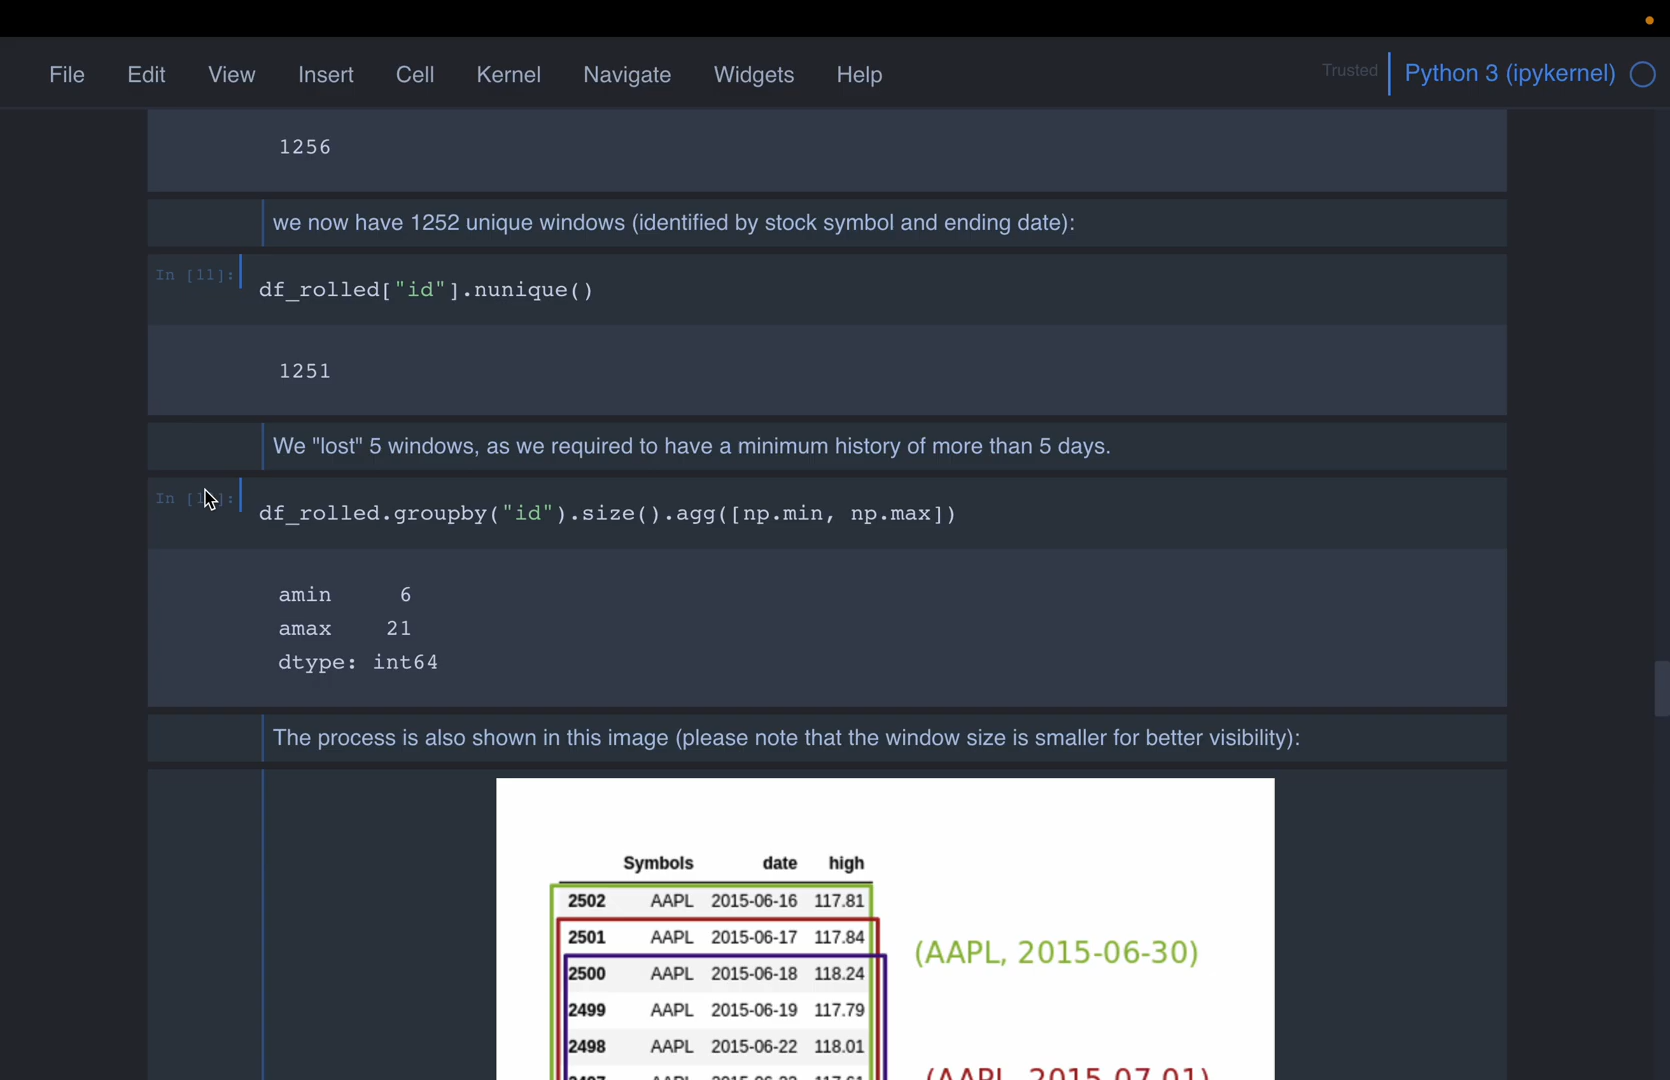 File Edit View Insert Cell Kernel Navigate Widgets Help Trusted Python 3 (ipykernel)
1256
we now have 1252 unique windows (identified by stock symbol and ending date):
In [11]:
df_rolled["id"].nunique()
1251
We "lost" 5 windows, as we required to have a minimum history of more than 5 days.
In [
df_rolled.groupby("id").size().agg([np.min, np.max])
amin 6
amax 21
dtype: int64
The process is also shown in this image (please note that the window size is smaller for better visibility):
Symbols date high
2502 AAPL 2015-06-16 117.81
2501 AAPL 2015-06-17 117.84
(AAPL, 2015-06-30)
2500 AAPL 2015-06-18 118.24
2499 AAPL 2015-06-19 117.79
2498 AAPL 2015-06-22 118.01
(AAPL, 2015-07-01)